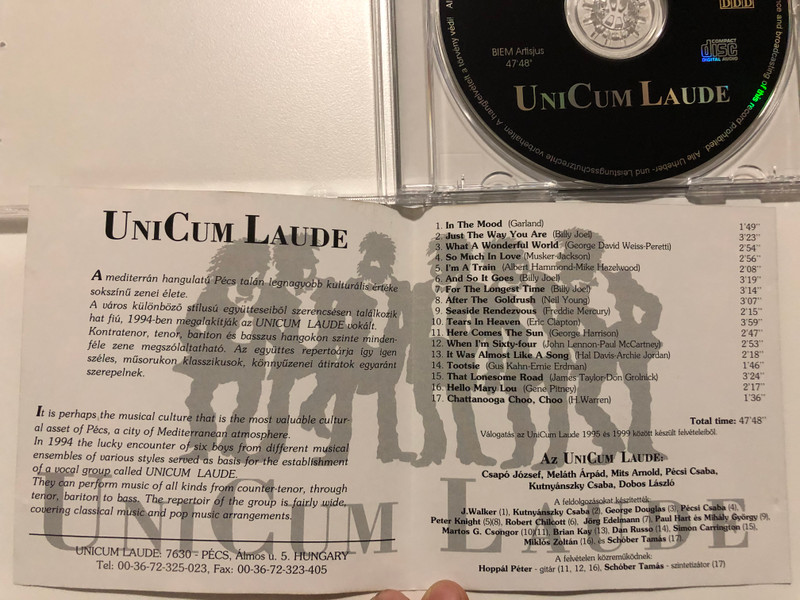 DDD
COMPACT
disc
DIGITAL AUDIO
BIEM Artisjus
47'48"
UNICUM LAUDE
A hangfelvételt a törvény védi!
and broadcasting of this record prohibited. Alle Urheber- und Leistungsschutzrechte vorbehalten.
UNICUM LAUDE
A mediterrán hangulatú Pécs talán legnagyobb kulturális értéke
sokszínű zenei élete.
A város különböző stílusú együtteseiből szerencsésen találkozik
hat fiú, 1994-ben megalakítják az UNICUM LAUDE vokált.
Kontratenor, tenor, bariton és basszus hangokon szinte minden-
féle zene megszólaltatható. Az együttes repertoárja így igen
széles, műsorukon klasszikusok, könnyűzenei átiratok egyaránt
szerepelnek.
It is perhaps the musical culture that is the most valuable cultur-
al asset of Pécs, a city of Mediterranean atmosphere.
In 1994 the lucky encounter of six boys from different musical
ensembles of various styles served as basis for the establishment
of a vocal group called UNICUM LAUDE.
They can perform music of all kinds from counter-tenor, through
tenor, bariton to bass. The repertoir of the group is fairly wide,
covering classical music and pop music arrangements.
UNICUM LAUDE
UNICUM LAUDE: 7630 - PÉCS, Álmos u. 5. HUNGARY
Tel: 00-36-72-325-023, Fax: 00-36-72-323-405
1. In The Mood (Garland) 1'49"
2. Just The Way You Are (Billy Joel) 3'23"
3. What A Wonderful World (George David Weiss-Peretti) 2'54"
4. So Much In Love (Musker-Jackson) 2'56"
5. I'm A Train (Albert Hammond-Mike Hazelwood) 2'08"
6. And So It Goes (Billy Joel) 3'19"
7. For The Longest Time (Billy Joel) 3'14"
8. After The Goldrush (Neil Young) 3'07"
9. Seaside Rendezvous (Freddie Mercury) 2'15"
10. Tears In Heaven (Eric Clapton) 3'59"
11. Here Comes The Sun (George Harrison) 2'47"
12. When I'm Sixty-four (John Lennon-Paul McCartney) 2'53"
13. It Was Almost Like A Song (Hal Davis-Archie Jordan) 2'18"
14. Tootsie (Gus Kahn-Ernie Erdman) 1'46"
15. That Lonesome Road (James Taylor-Don Grolnick) 3'24"
16. Hello Mary Lou (Gene Pitney) 2'17"
17. Chattanooga Choo, Choo (H.Warren) 1'36"
Total time: 47'48"
Válogatás az UniCum Laude 1995 és 1999 között készült felvételeiből.
AZ UNICUM LAUDE:
Csapó József, Meláth Árpád, Mits Arnold, Pécsi Csaba,
Kutnyánszky Csaba, Dobos László
A feldolgozásokat készítették:
J.Walker (1), Kutnyánszky Csaba (2), George Douglas (3), Pécsi Csaba (4),
Peter Knight (5)(8), Robert Chilcott (6), Jörg Edelmann (7), Paul Hart és Mihály György (9),
Martos G. Csongor (10)(11), Brian Kay (13), Dan Russo (14), Simon Carrington (15),
Miklós Zoltán (16), és Schóber Tamás (17).
A felvételen közreműködnek:
Hoppál Péter - gitár (11, 12, 16), Schóber Tamás - szintetizátor (17)